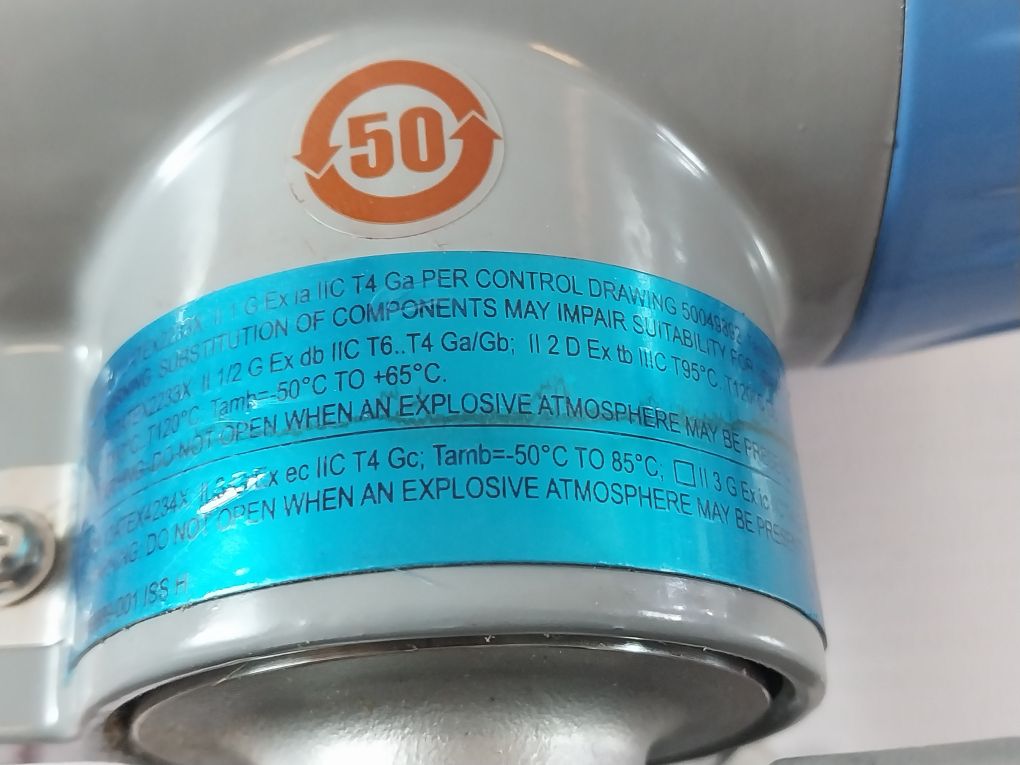 50
II 1 G Ex ia IIC T4 Ga PER CONTROL DRAWING 50049892
SUBSTITUTION OF COMPONENTS MAY IMPAIR SUITABILITY FOR
II 1/2 G Ex db IIC T6..T4 Ga/Gb; II 2 D Ex tb IIIC T95°C..T120°C
T120°C Tamb=-50°C TO +65°C.
DO NOT OPEN WHEN AN EXPLOSIVE ATMOSPHERE MAY BE
Ex ec IIC T4 Gc; Tamb=-50°C TO 85°C; II 3 G Ex ic
DO NOT OPEN WHEN AN EXPLOSIVE ATMOSPHERE MAY BE
-001 ISS H